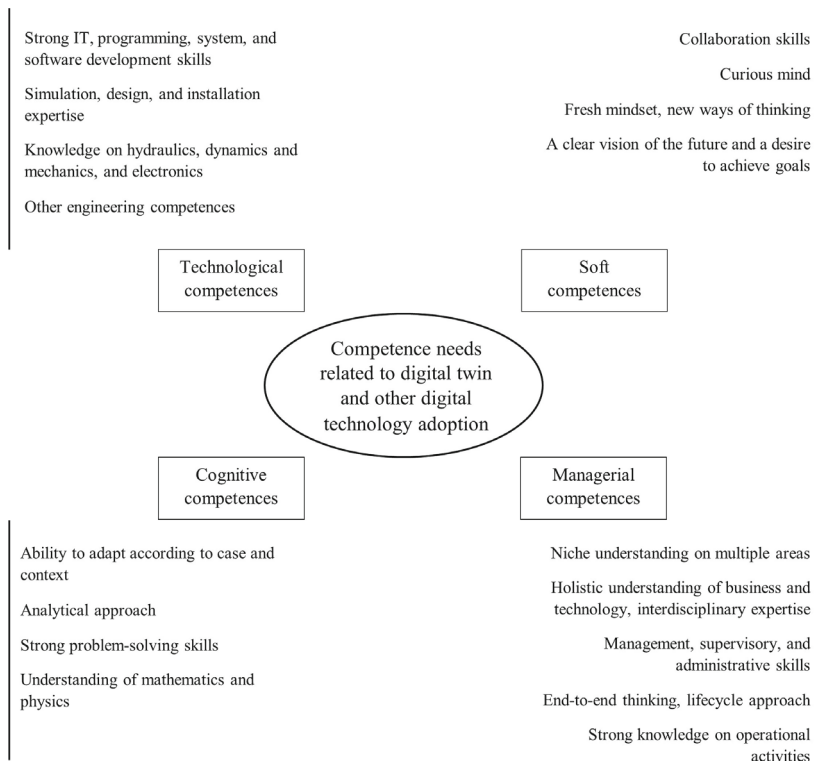 Strong IT, programming, system, and
software development skills
Simulation, design, and installation
expertise
Knowledge on hydraulics, dynamics and
mechanics, and electronics
Other engineering competences
Collaboration skills
Curious mind
Fresh mindset, new ways of thinking
A clear vision of the future and a desire
to achieve goals
Technological
competences
Soft
competences
Competence needs
related to digital twin
and other digital
technology adoption
Cognitive
competences
Managerial
competences
Ability to adapt according to case and
context
Analytical approach
Strong problem-solving skills
Understanding of mathematics and
physics
Niche understanding on multiple areas
Holistic understanding of business and
technology, interdisciplinary expertise
Management, supervisory, and
administrative skills
End-to-end thinking, lifecycle approach
Strong knowledge on operational
activities